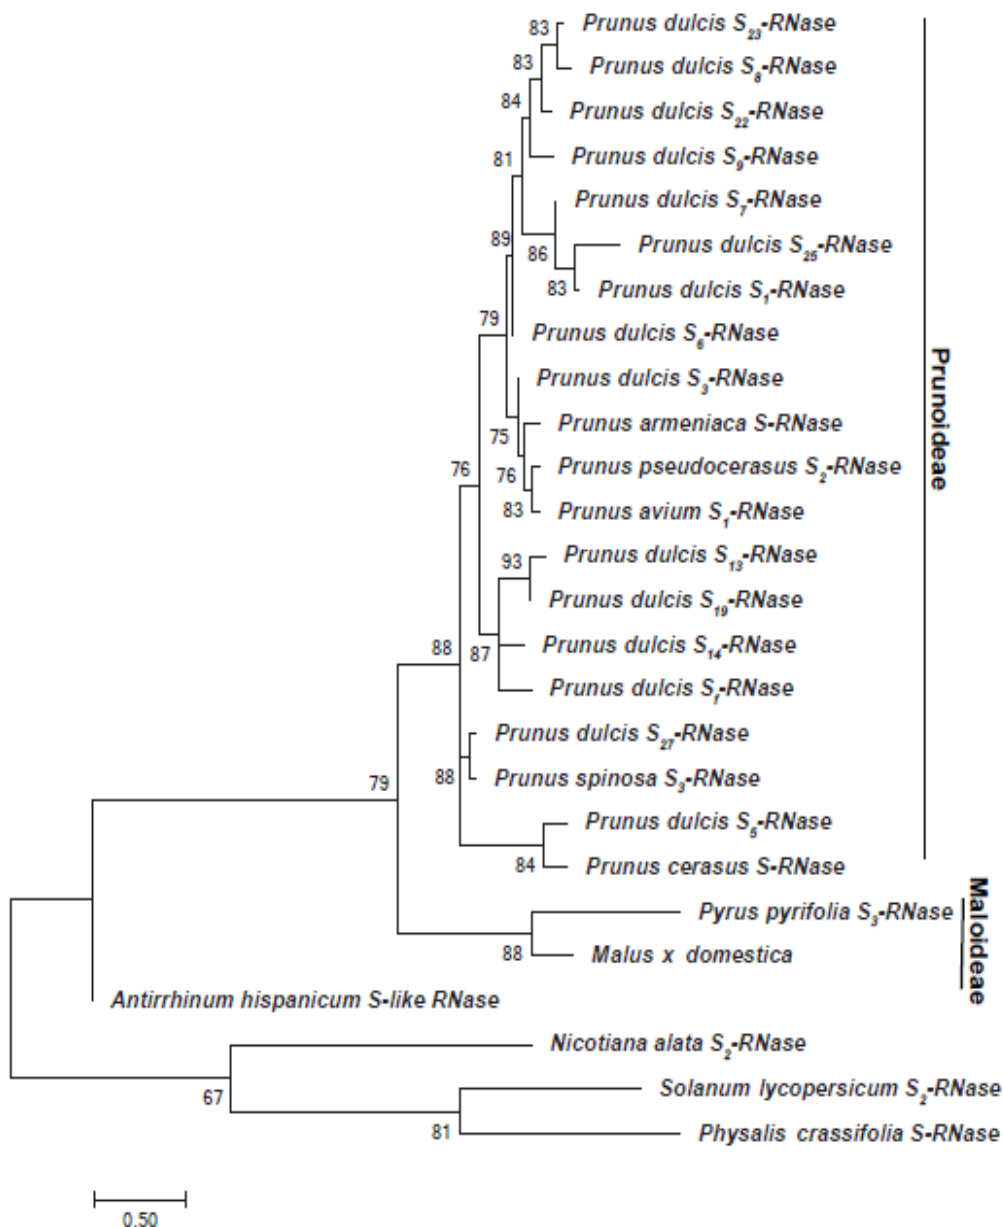 83
Prunus dulcis S23-RNase
83
Prunus dulcis S8-RNase
84
Prunus dulcis S22-RNase
81
Prunus dulcis S9-RNase
Prunus dulcis S7-RNase
89
86
Prunus dulcis S25-RNase
83
Prunus dulcis S1-RNase
79
Prunus dulcis S6-RNase
Prunus dulcis S3-RNase
75
Prunus armeniaca S-RNase
76
76
Prunus pseudocerasus S2-RNase
83
Prunus avium S1-RNase
93
Prunus dulcis S13-RNase
Prunus dulcis S19-RNase
88
87
Prunus dulcis S14-RNase
Prunus dulcis Sf-RNase
Prunus dulcis S27-RNase
79
88
Prunus spinosa S3-RNase
Prunus dulcis S5-RNase
84
Prunus cerasus S-RNase
Prunoideae
Pyrus pyrifolia S3-RNase
88
Malus x domestica
Maloideae
Antirrhinum hispanicum S-like RNase
Nicotiana alata S2-RNase
67
Solanum lycopersicum S2-RNase
81
Physalis crassifolia S-RNase
0.50